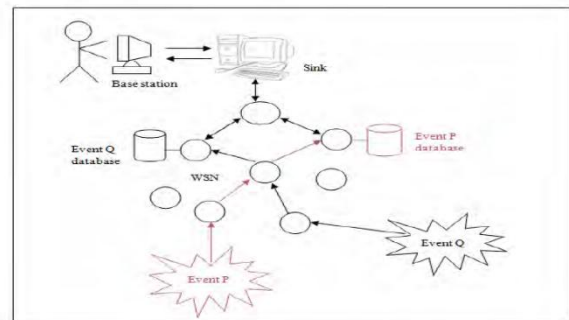 Sink
Base station
Event P
database
Event Q
database
WSN
Event Q
Event P